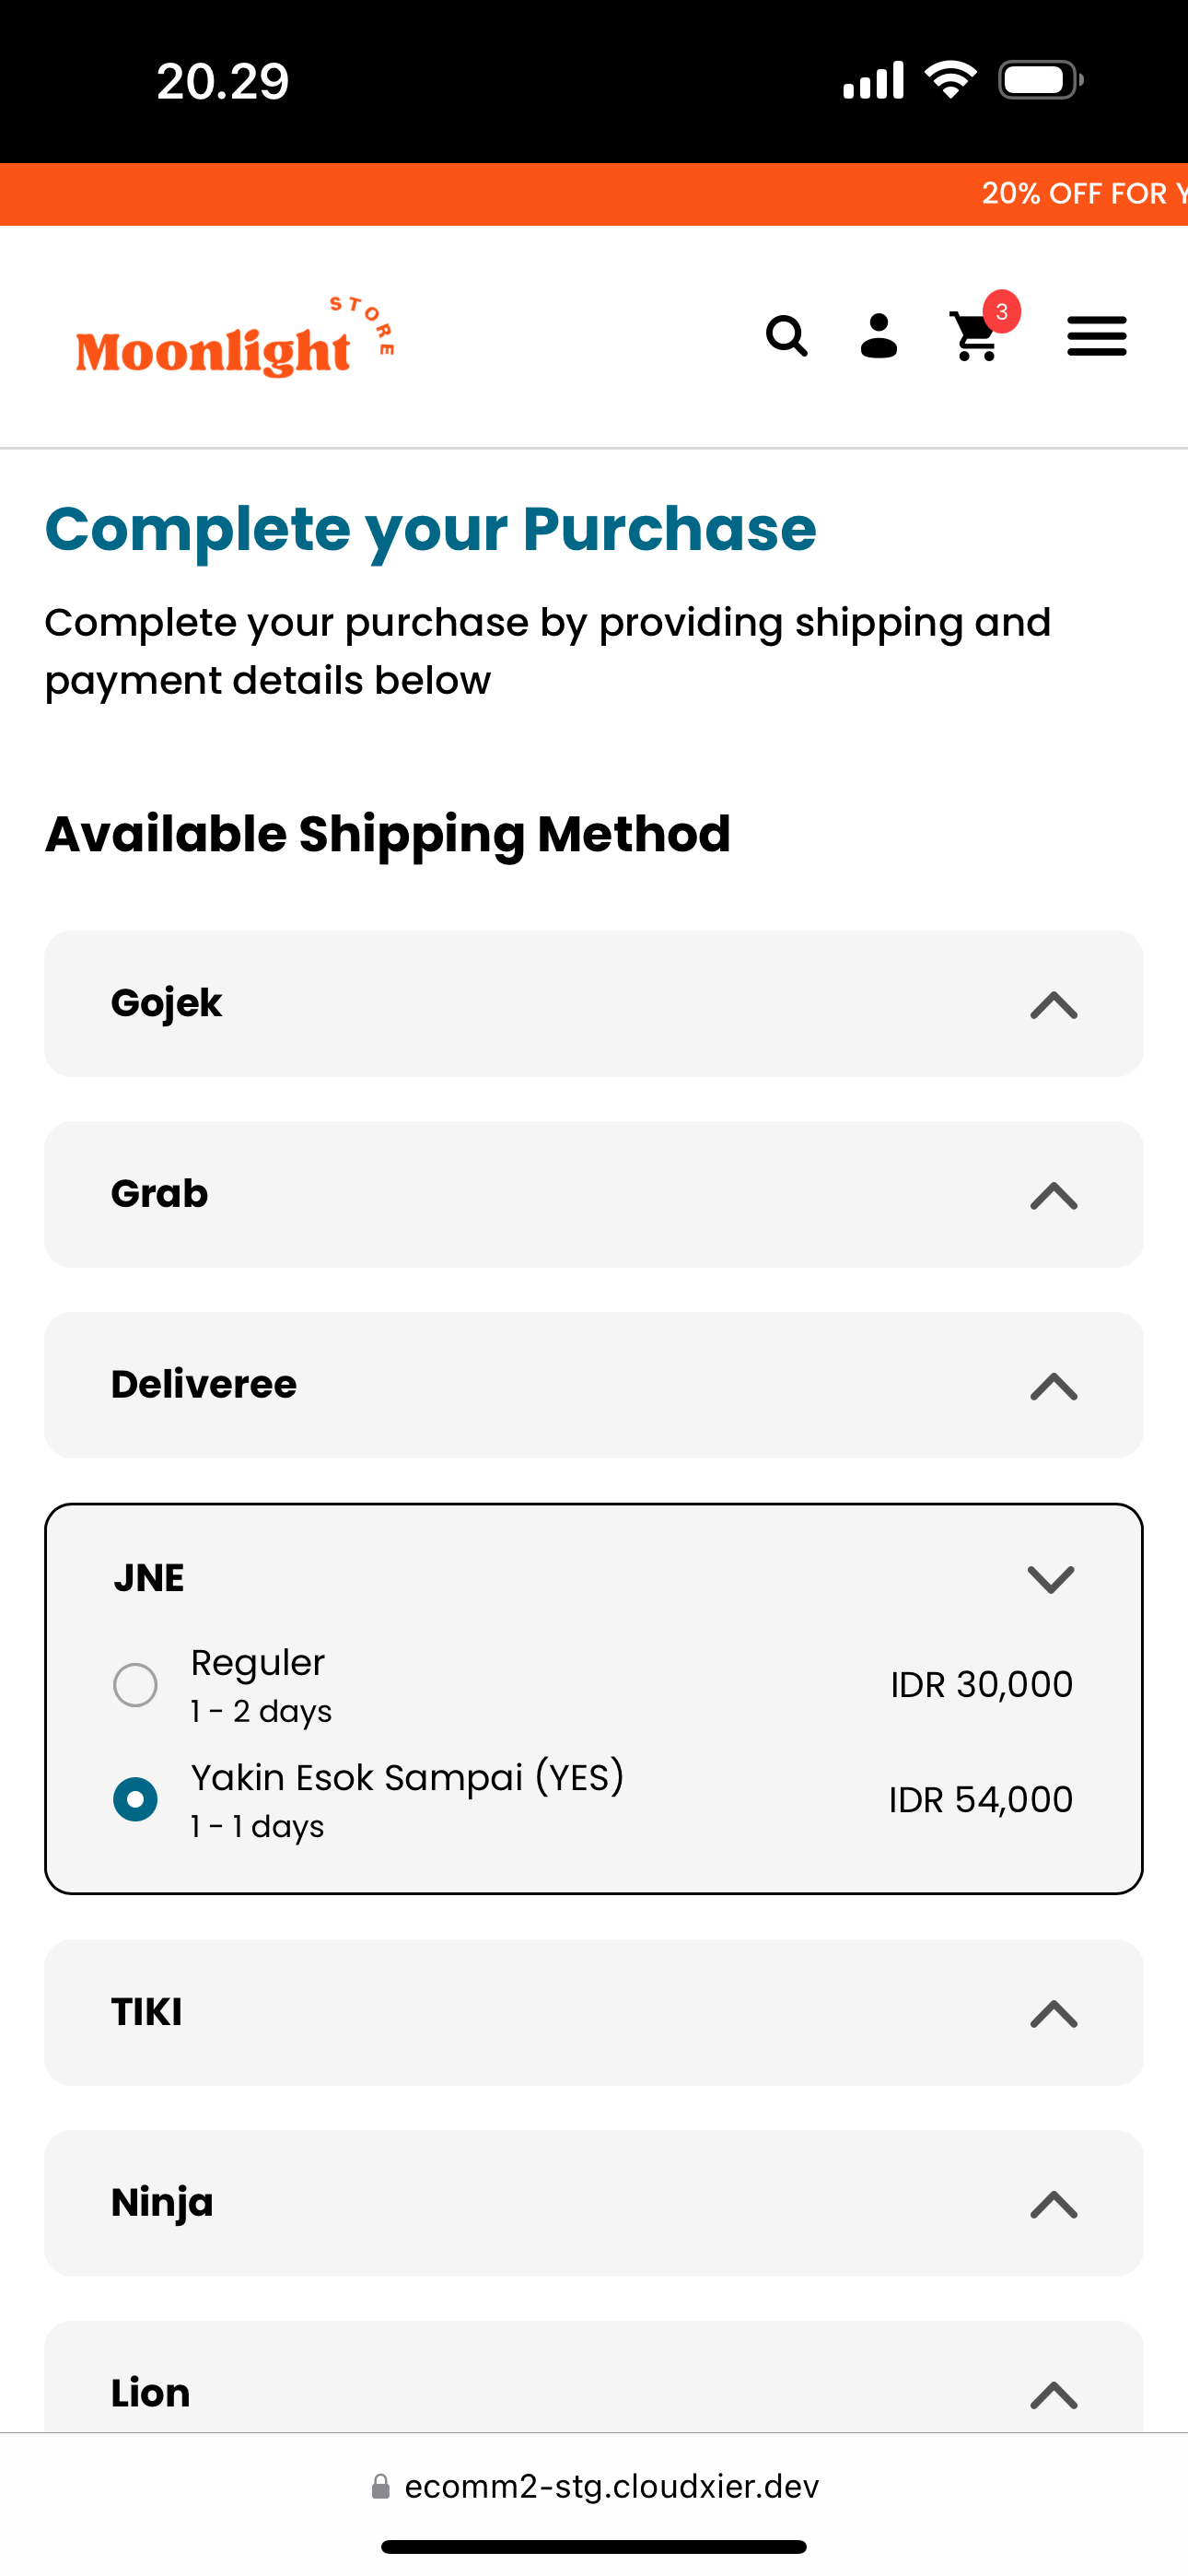 20.29
20% OFF FOR
Moonlight
STORE
3
Complete your Purchase
Complete your purchase by providing shipping and
payment details below
Available Shipping Method
Gojek
Grab
Deliveree
JNE
Reguler
IDR 30,000
1 - 2 days
Yakin Esok Sampai (YES)
IDR 54,000
1 - 1 days
TIKI
Ninja
Lion
ecomm2-stg.cloudxier.dev